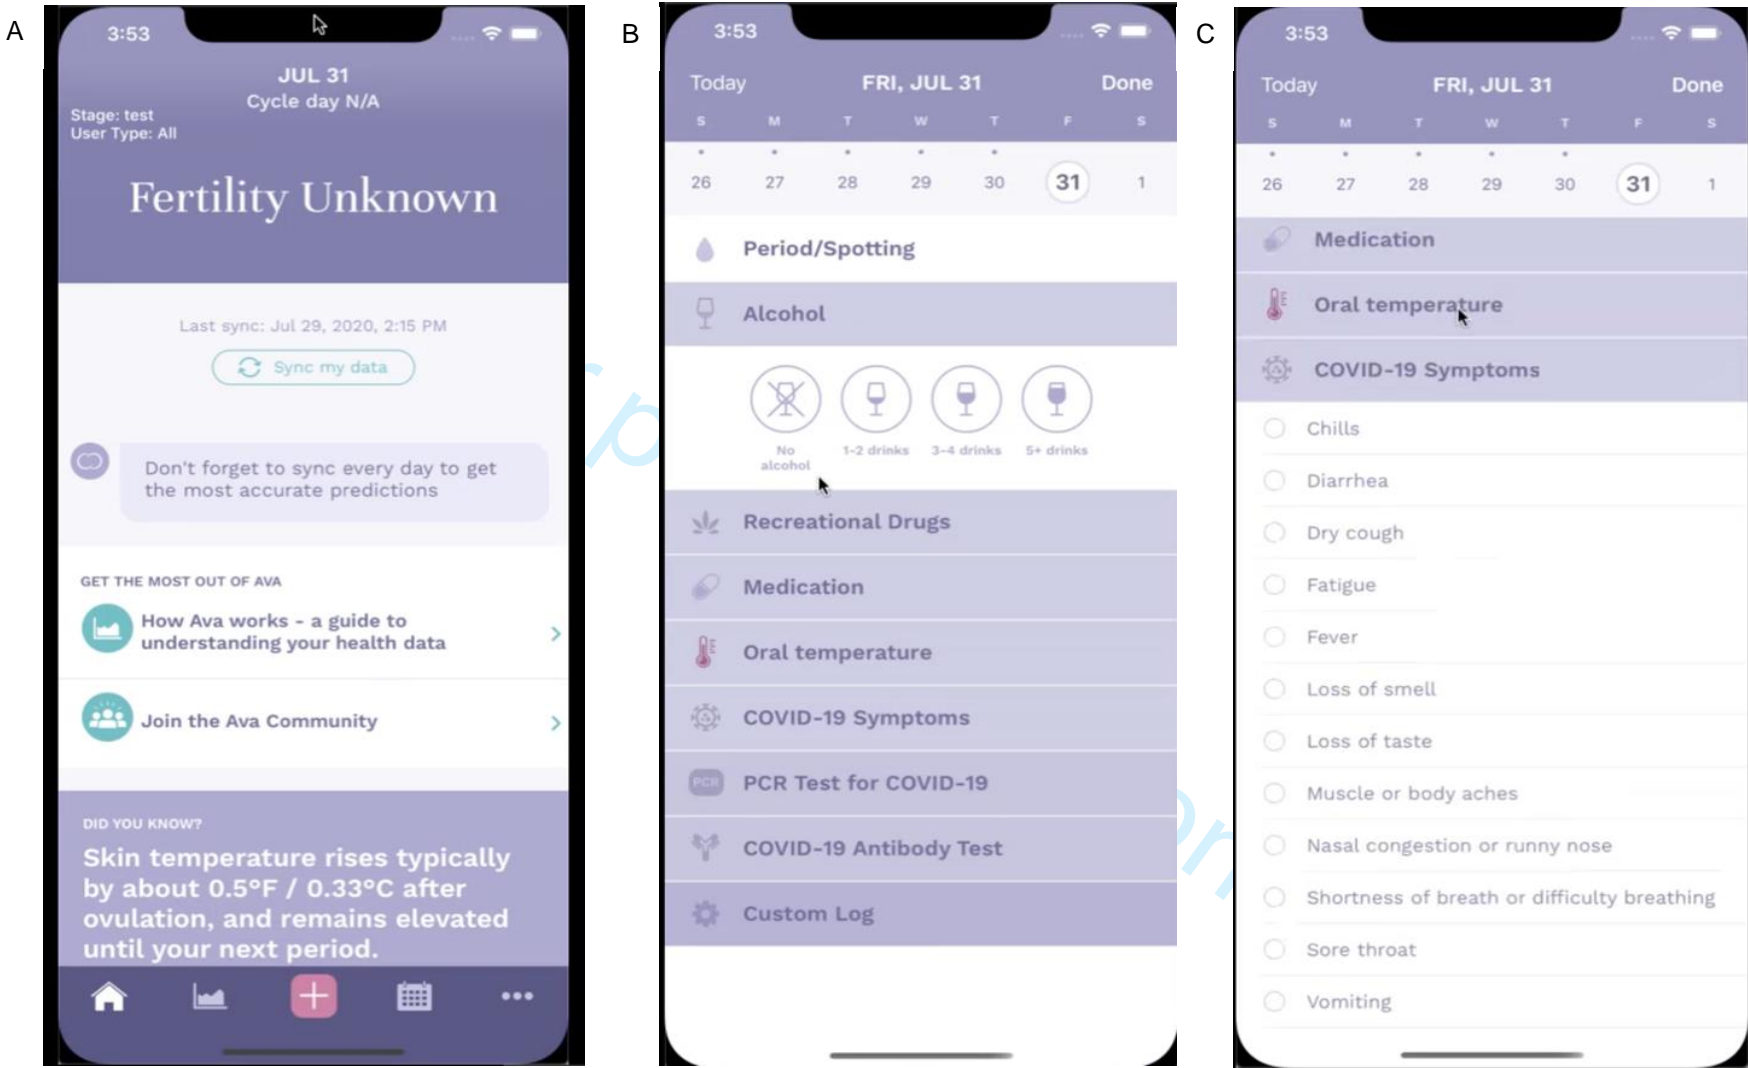 A
3:53
JUL 31
Cycle day N/A
Stage: test
User Type: All
Fertility Unknown
Last sync: Jul 29, 2020, 2:15 PM
Sync my data
Don't forget to sync every day to get
the most accurate predictions
GET THE MOST OUT OF AVA
How Ava works - a guide to
understanding your health data
Join the Ava Community
DID YOU KNOW?
Skin temperature rises typically
by about 0.5°F / 0.33°C after
ovulation, and remains elevated
until your next period.
B
3:53
Today FRI, JUL 31 Done
S M T W T F S
26 27 28 29 30 31 1
Period/Spotting
Alcohol
No
alcohol
1-2 drinks 3-4 drinks 5+ drinks
Recreational Drugs
Medication
Oral temperature
COVID-19 Symptoms
PCR PCR Test for COVID-19
COVID-19 Antibody Test
Custom Log
C
3:53
Today FRI, JUL 31 Done
S M T W T F S
26 27 28 29 30 31 1
Medication
Oral temperature
COVID-19 Symptoms
Chills
Diarrhea
Dry cough
Fatigue
Fever
Loss of smell
Loss of taste
Muscle or body aches
Nasal congestion or runny nose
Shortness of breath or difficulty breathing
Sore throat
Vomiting